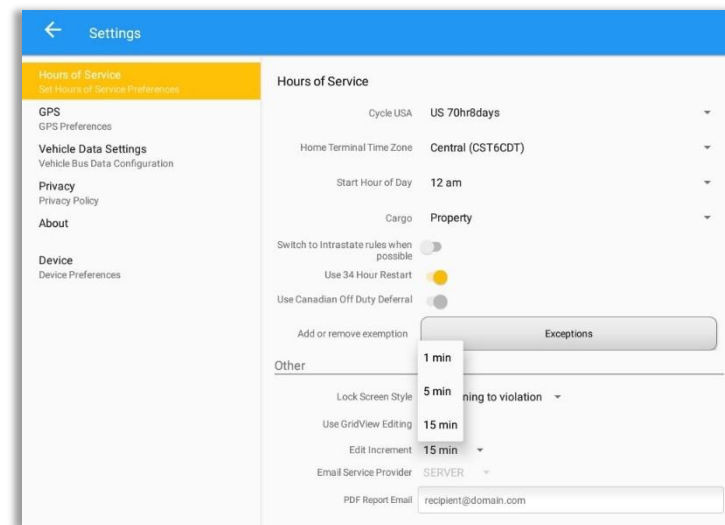 Settings
Hours of Service
Set Hours of Service Preferences
GPS
GPS Preferences
Vehicle Data Settings
Vehicle Bus Data Configuration
Privacy
Privacy Policy
About
Device
Device Preferences
Hours of Service
Cycle USA US 70hr8days
Home Terminal Time Zone Central (CST6CDT)
Start Hour of Day 12 am
Cargo Property
Switch to Intrastate rules when
possible
Use 34 Hour Restart
Use Canadian Off Duty Deferral
Add or remove exemption Exceptions
1 min
Other
Lock Screen Style 5 min ning to violation
Use GridView Editing 15 min
Edit Increment 15 min
Email Service Provider SERVER
PDF Report Email recipient@domain.com